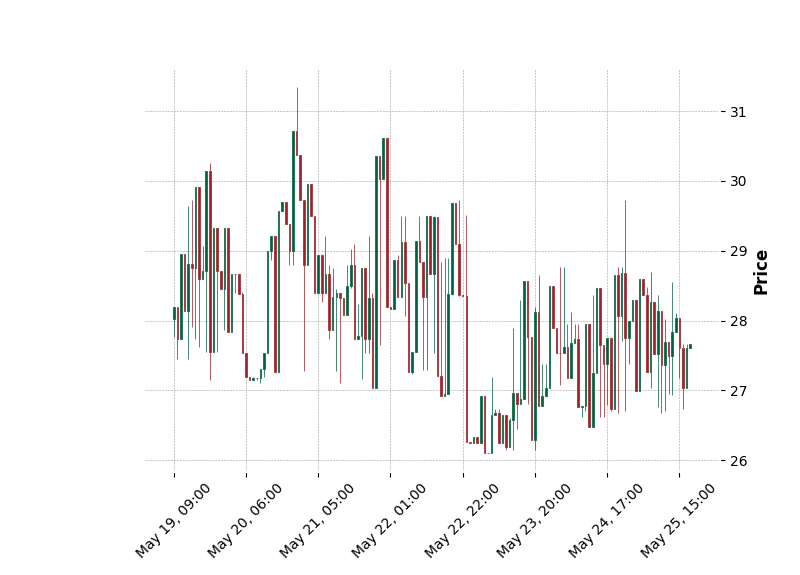 31
30
29
28
27
26
Price
May 19, 09:00
May 20, 06:00
May 21, 05:00
May 22, 01:00
May 22, 22:00
May 23, 20:00
May 24, 17:00
May 25, 15:00